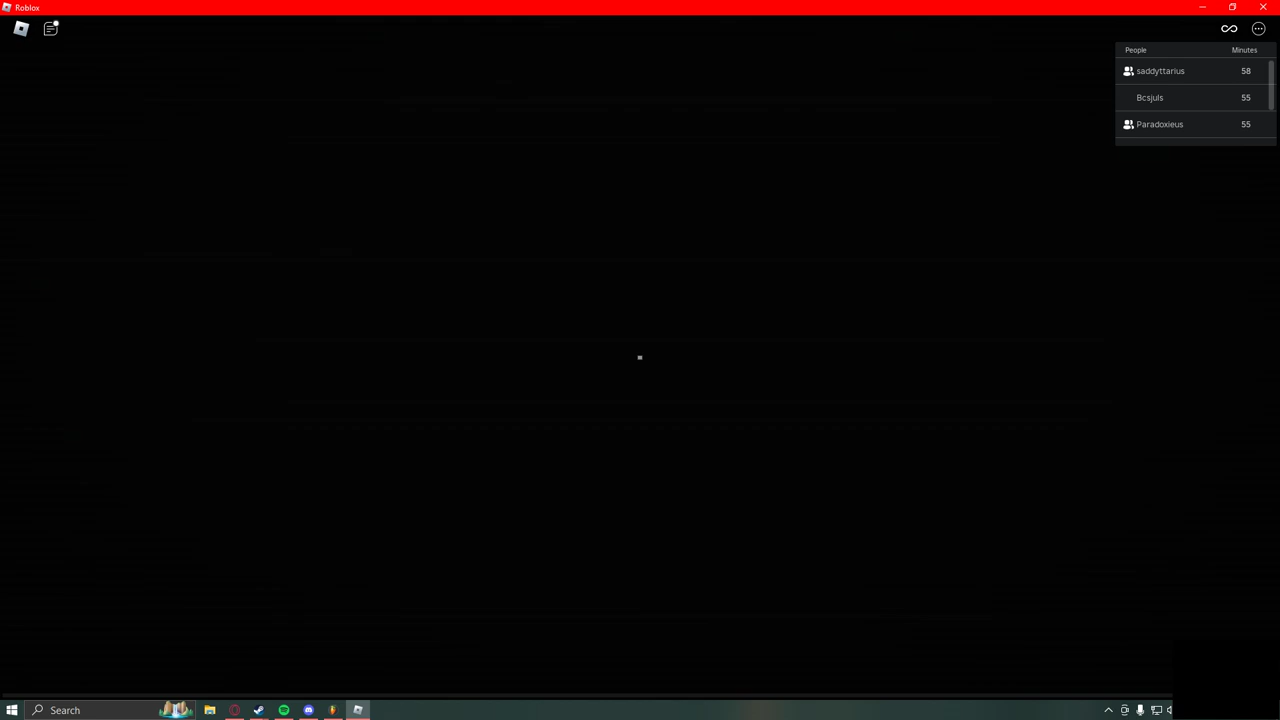 Roblox
People Minutes
saddyttarius 58
Bcsjuls 55
Paradoxieus 55
Search